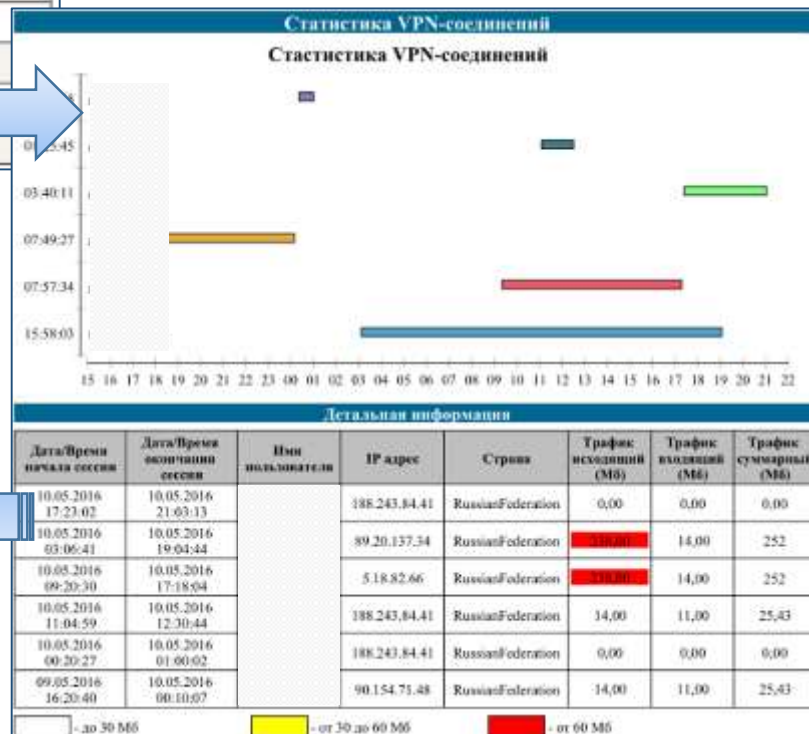 Статистика VPN-соединений
Стастистика VPN-соединений
03:40:11
07:49:27
07:57:34
15:58:03
15 16 17 18 19 20 21 22 23 00 01 02 03 04 05 06 07 08 09 10 11 12 13 14 15 16 17 18 19 20 21 22
Детальная информация
Дата/Время начала сессии Дата/Время окончания сессии Имя пользователя IP адрес Страна Трафик исходящий (Мб) Трафик входящий (Мб) Трафик суммарный (Мб)
10.05.2016 17:23:02 10.05.2016 21:03:13 188.243.84.41 RussianFederation 0,00 0,00 0,00
10.05.2016 03:06:41 10.05.2016 19:04:44 89.20.137.34 RussianFederation 14,00 252
10.05.2016 09:20:30 10.05.2016 17:18:04 5.18.82.66 RussianFederation 14,00 252
10.05.2016 11:04:59 10.05.2016 12:30:44 188.243.84.41 RussianFederation 14,00 11,00 25,43
10.05.2016 00:20:27 10.05.2016 01:00:02 188.243.84.41 RussianFederation 0,00 0,00 0,00
09.05.2016 16:20:40 10.05.2016 00:10:07 90.154.71.48 RussianFederation 14,00 11,00 25,43
- до 30 Мб - от 30 до 60 Мб - от 60 Мб